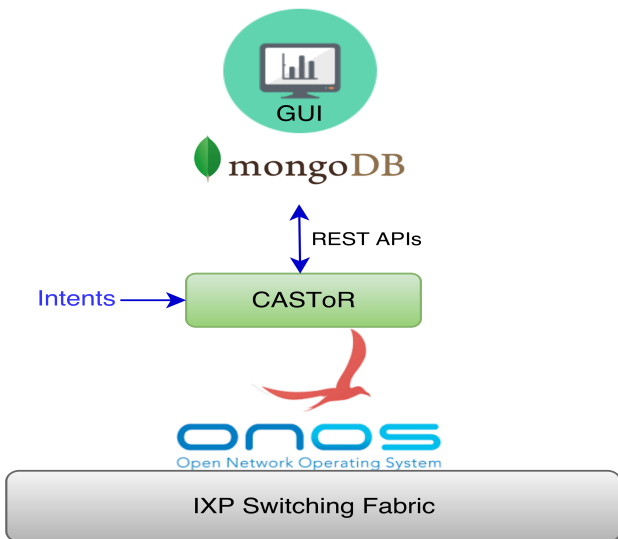 GUI
mongoDB
REST APIs
Intents
CASToR
onos
Open Network Operating System
IXP Switching Fabric